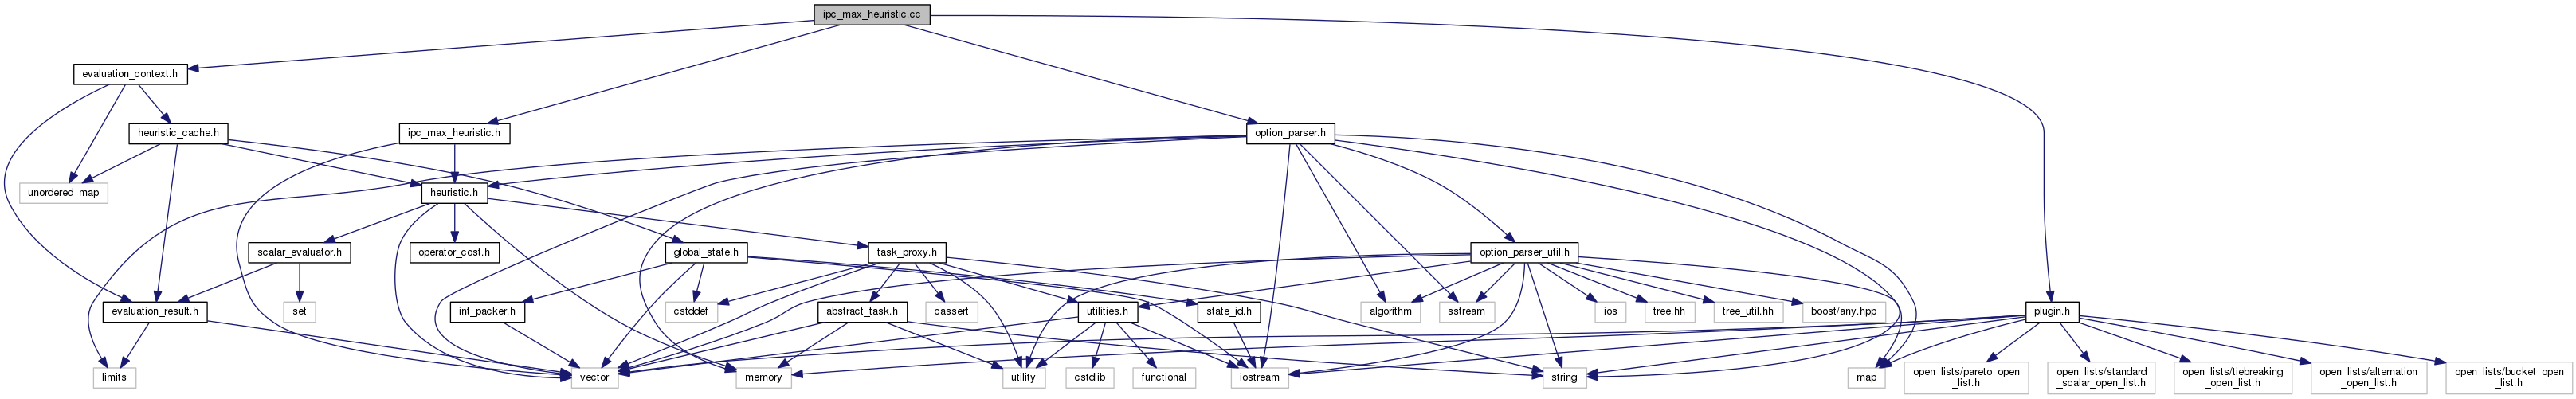 ipc_max_heuristic.cc
evaluation_context.h
heuristic_cache.h
ipc_max_heuristic.h
option_parser.h
unordered_map
heuristic.h
scalar_evaluator.h
operator_cost.h
global_state.h
task_proxy.h
option_parser_util.h
evaluation_result.h
set
int_packer.h
cstddef
abstract_task.h
cassert
utilities.h
state_id.h
algorithm
sstream
ios
tree.hh
tree_util.hh
boost/any.hpp
plugin.h
limits
vector
memory
utility
cstdlib
functional
iostream
string
map
open_lists/pareto_open
_list.h
open_lists/standard
_scalar_open_list.h
open_lists/tiebreaking
_open_list.h
open_lists/alternation
_open_list.h
open_lists/bucket_open
_list.h